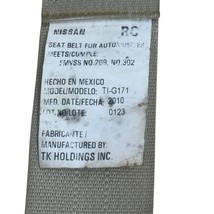 NISSAN RC
SEAT BELT FOR AUTOMOBILES
MEETS/CUMPLE:
FMVSS NO.209, NO.302
HECHO EN MEXICO
MODEL/MODELO: TI-G171
MFD. DATE/FECHA 2010
LOT NO/LOTE: 0123
FABRICANTE/
MANUFACTURED BY:
TK HOLDINGS INC.